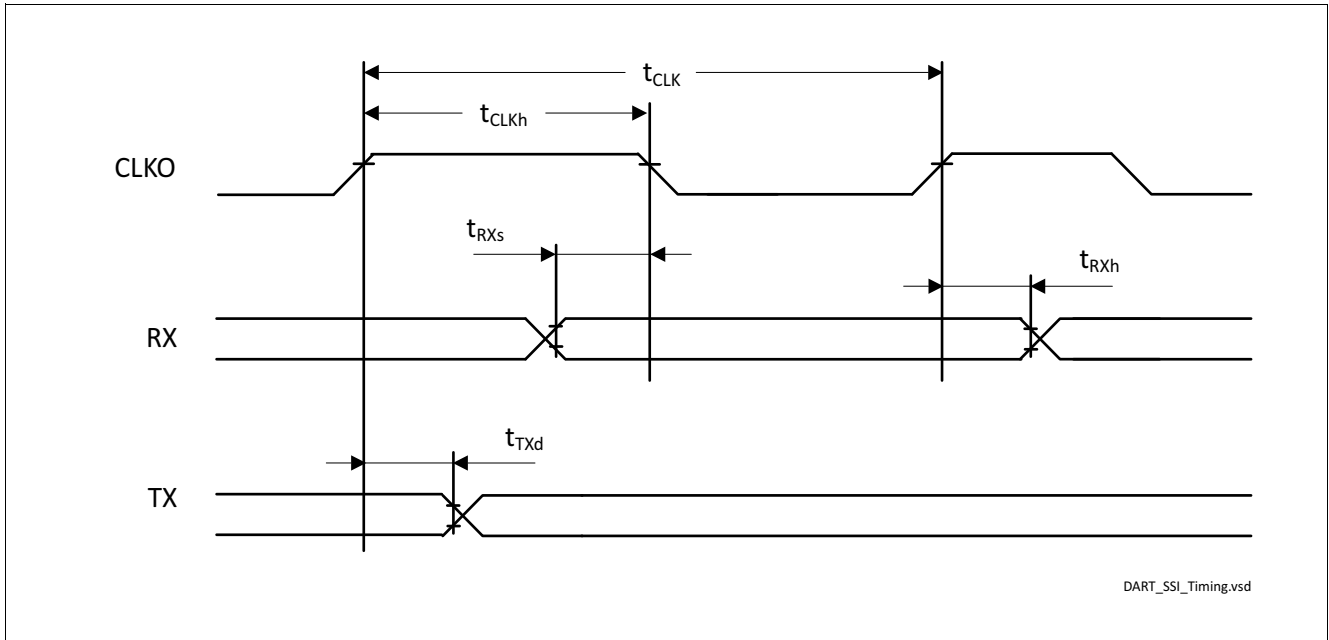 tCLK
tCLKh
CLKO
tRXs
tRXh
RX
tTXd
TX
DART_SSI_Timing.vsd